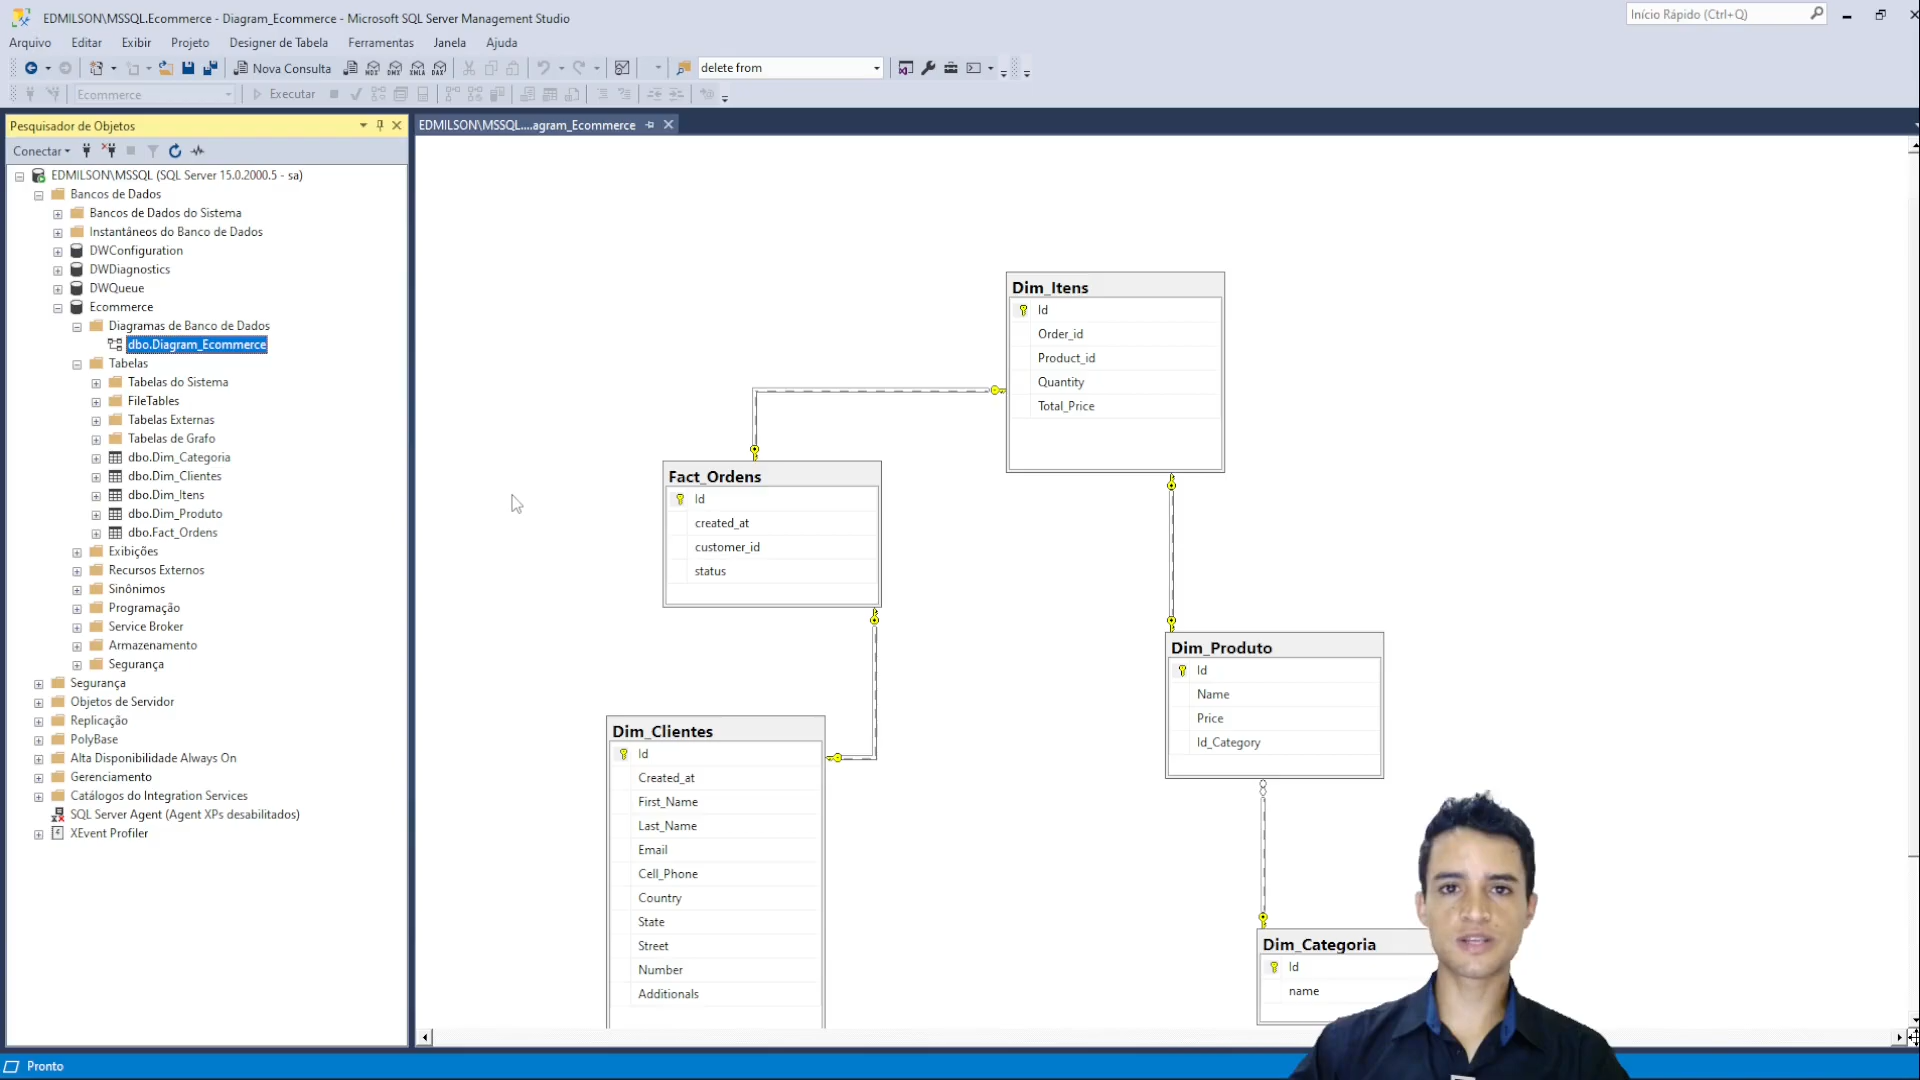 EDMILSON\MSSQL.Ecommerce - Diagram_Ecommerce - Microsoft SQL Server Management Studio
Início Rápido (Ctrl+Q)
Arquivo Editar Exibir Projeto Designer de Tabela Ferramentas Janela Ajuda
Nova Consulta MDX DMX XMLA DAX delete from
Ecommerce Executar
Pesquisador de Objetos
EDMILSON\MSSQL....agram_Ecommerce
Conectar
EDMILSON\MSSQL (SQL Server 15.0.2000.5 - sa)
Bancos de Dados
Bancos de Dados do Sistema
Instantâneos do Banco de Dados
DWConfiguration
DWDiagnostics
DWQueue
Ecommerce
Diagramas de Banco de Dados
dbo.Diagram_Ecommerce
Tabelas
Tabelas do Sistema
FileTables
Tabelas Externas
Tabelas de Grafo
dbo.Dim_Categoria
dbo.Dim_Clientes
dbo.Dim_Itens
dbo.Dim_Produto
dbo.Fact_Ordens
Exibições
Recursos Externos
Sinônimos
Programação
Service Broker
Armazenamento
Segurança
Segurança
Objetos de Servidor
Replicação
PolyBase
Alta Disponibilidade Always On
Gerenciamento
Catálogos do Integration Services
SQL Server Agent (Agent XPs desabilitados)
XEvent Profiler
Dim_Itens
Id
Order_id
Product_id
Quantity
Total_Price
Fact_Ordens
Id
created_at
customer_id
status
Dim_Produto
Id
Name
Price
Id_Category
Dim_Clientes
Id
Created_at
First_Name
Last_Name
Email
Cell_Phone
Country
State
Street
Number
Additionals
Dim_Categoria
Id
name
Pronto